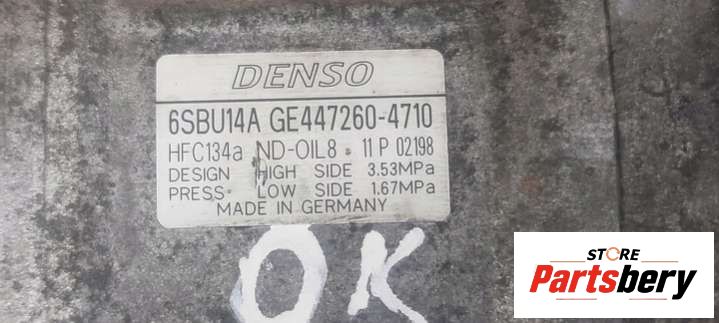 DENSO
6SBU14A GE447260-4710
HFC134a ND-OIL8 11 P 02198
DESIGN HIGH SIDE 3.53MPa
PRESS. LOW SIDE 1.67MPa
MADE IN GERMANY
OK
STORE
Partsbery